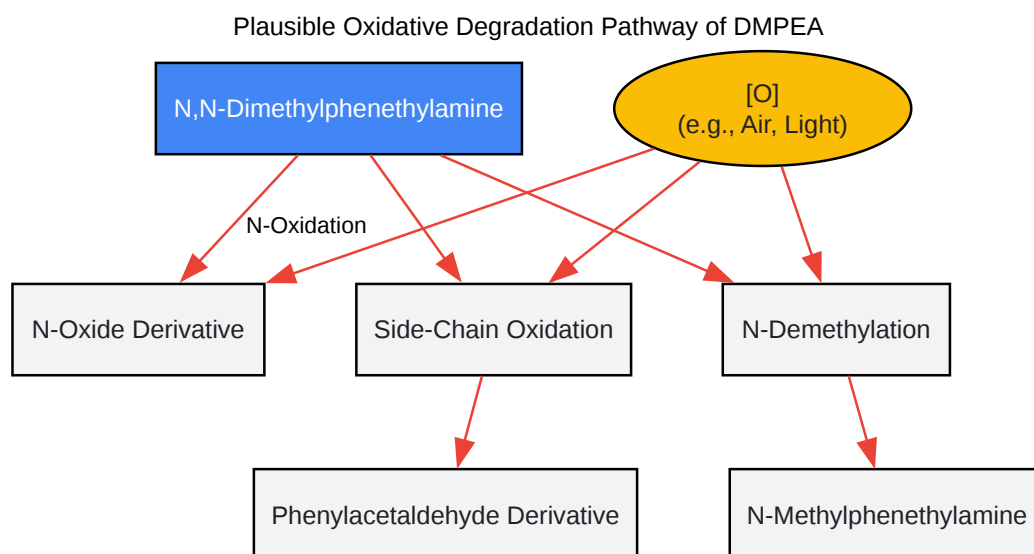 Plausible Oxidative Degradation Pathway of DMPEA
N,N-Dimethylphenethylamine
[O]
(e.g., Air, Light)
N-Oxidation
N-Oxide Derivative
Side-Chain Oxidation
N-Demethylation
Phenylacetaldehyde Derivative
N-Methylphenethylamine